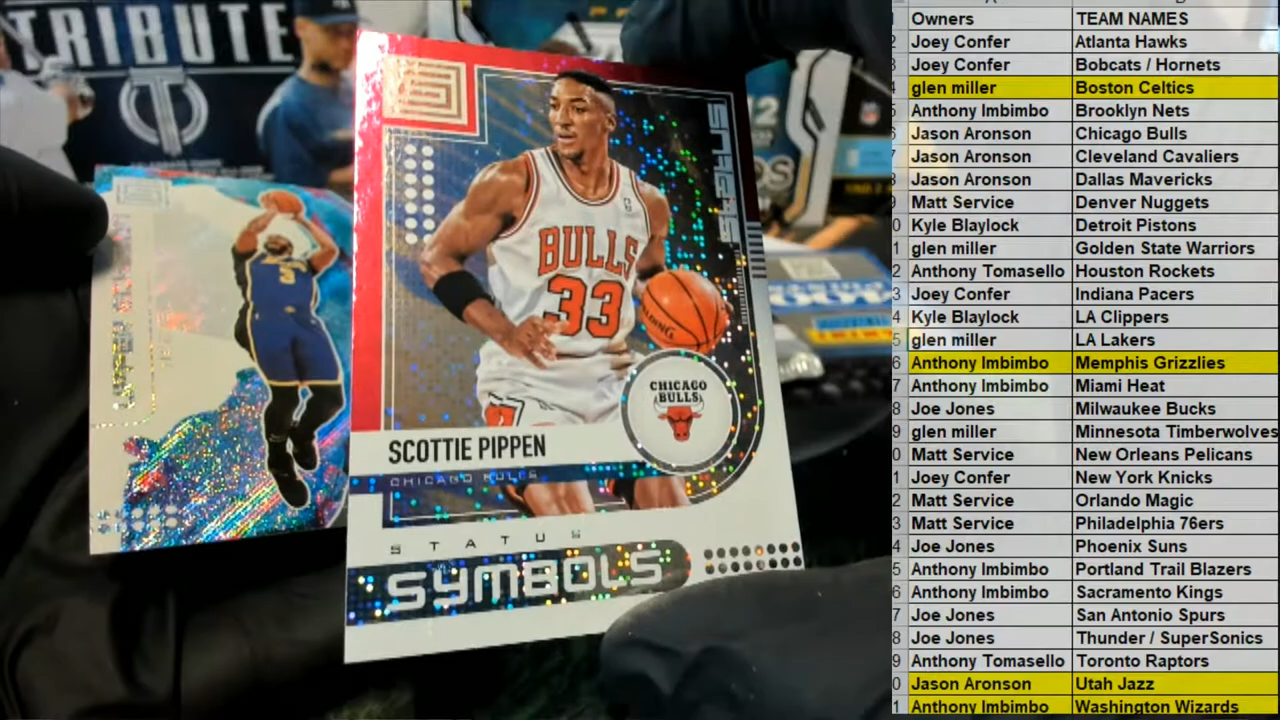 TRIBUTE
T
STATUS
BULLS
33
SPALDING
CHICAGO
BULLS
SCOTTIE PIPPEN
CHICAGO BULLS
STATUS
SYMBOLS
5
Owners TEAM NAMES
Joey Confer Atlanta Hawks
Joey Confer Bobcats / Hornets
glen miller Boston Celtics
Anthony Imbimbo Brooklyn Nets
Jason Aronson Chicago Bulls
Jason Aronson Cleveland Cavaliers
Jason Aronson Dallas Mavericks
Matt Service Denver Nuggets
Kyle Blaylock Detroit Pistons
glen miller Golden State Warriors
Anthony Tomasello Houston Rockets
Joey Confer Indiana Pacers
Kyle Blaylock LA Clippers
glen miller LA Lakers
Anthony Imbimbo Memphis Grizzlies
Anthony Imbimbo Miami Heat
Joe Jones Milwaukee Bucks
glen miller Minnesota Timberwolves
Matt Service New Orleans Pelicans
Joey Confer New York Knicks
Matt Service Orlando Magic
Matt Service Philadelphia 76ers
Joe Jones Phoenix Suns
Anthony Imbimbo Portland Trail Blazers
Anthony Imbimbo Sacramento Kings
Joe Jones San Antonio Spurs
Joe Jones Thunder / SuperSonics
Anthony Tomasello Toronto Raptors
Jason Aronson Utah Jazz
Anthony Imbimbo Washington Wizards